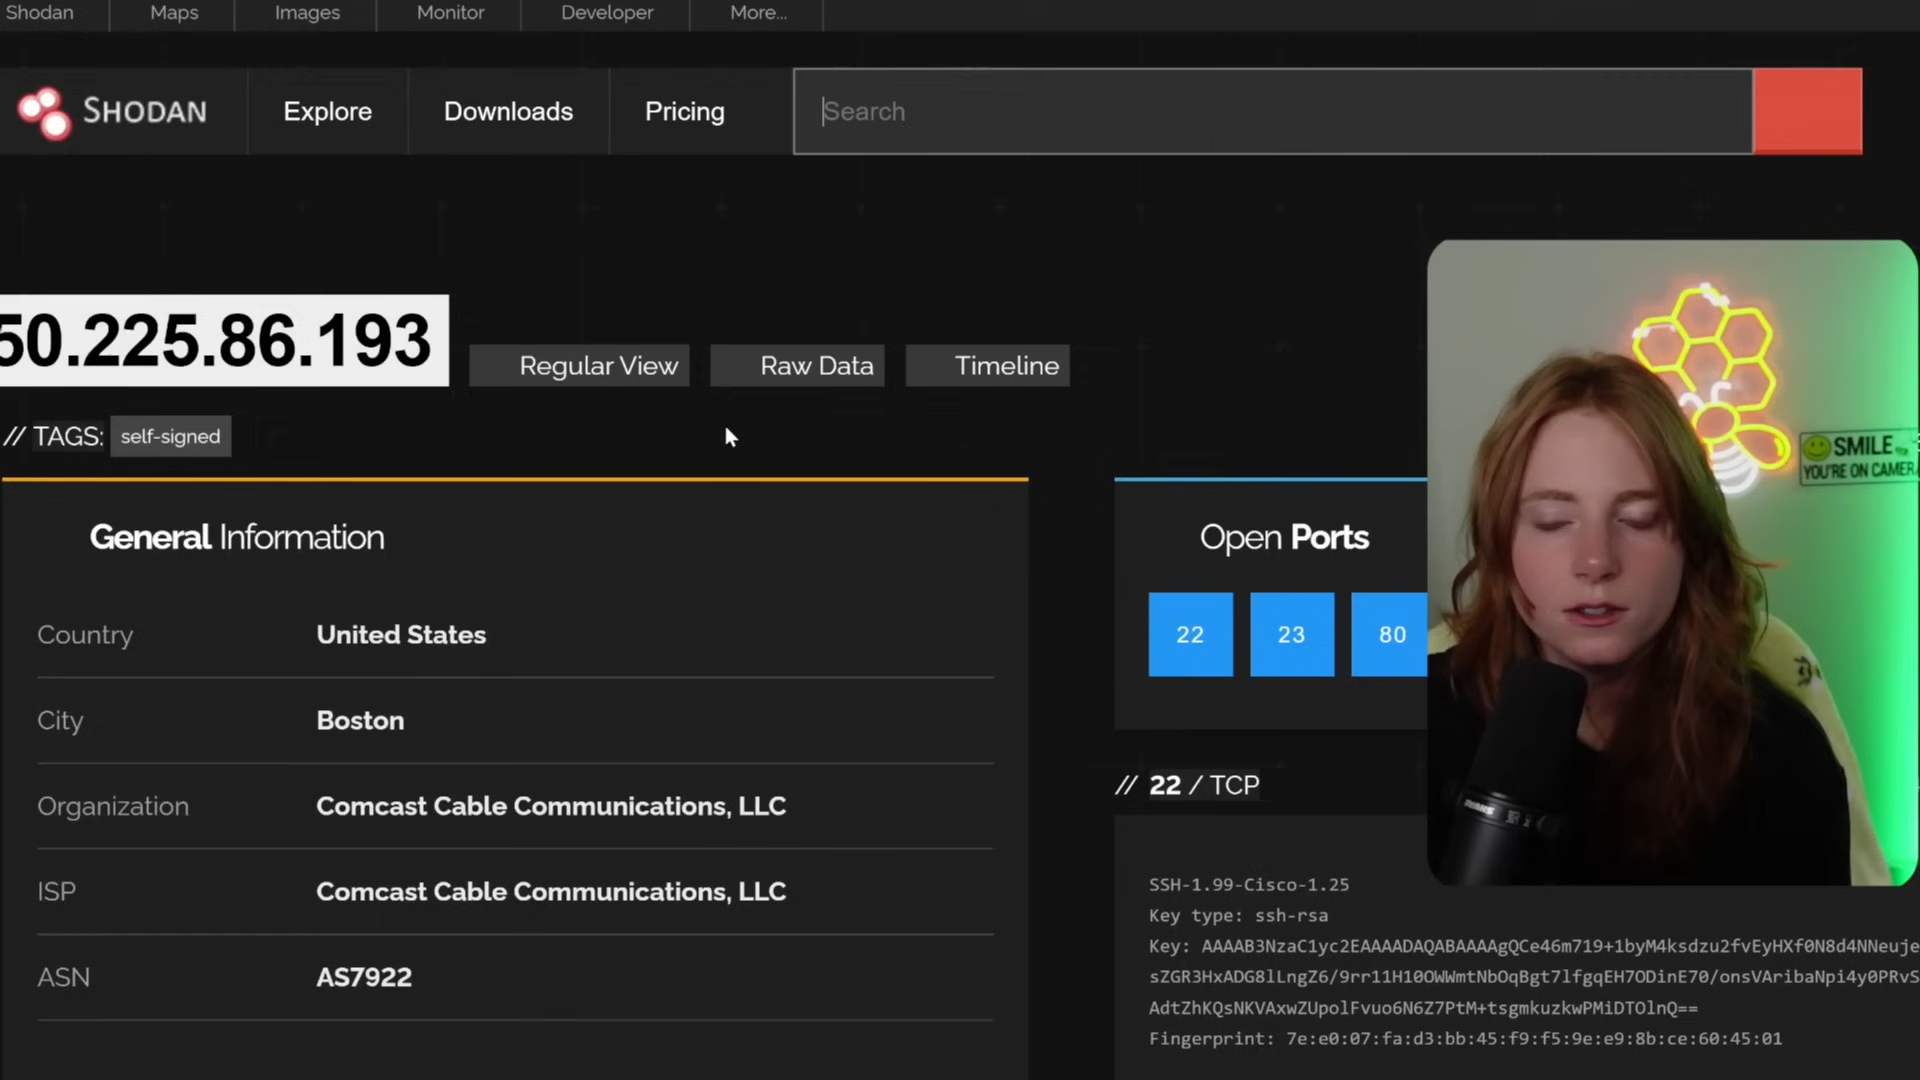 Shodan Maps Images Monitor Developer More...
SHODAN Explore Downloads Pricing Search
50.225.86.193 Regular View Raw Data Timeline
// TAGS: self-signed
SMILE
YOU'RE ON CAMERA
General Information
Open Ports
Country United States
22 23 80
City Boston
// 22 / TCP
Organization Comcast Cable Communications, LLC
ISP Comcast Cable Communications, LLC
SSH-1.99-Cisco-1.25
Key type: ssh-rsa
Key: AAAAB3NzaC1yc2EAAAADAQABAAAAgQCe46m719+1byM4ksdzu2fvEyHXf0N8d4NNeuje
ASN AS7922
sZGR3HxADG8lLngZ6/9rr11H10OWWmtNbOqBgt7lfgqEH7ODinE70/onsVAribaNpi4y0PRvS
AdtZhKQsNKVAxwZUpolFvuo6N6Z7PtM+tsgmkuzkwPMiDTOlnQ==
Fingerprint: 7e:e0:07:fa:d3:bb:45:f9:f5:9e:e9:8b:ce:60:45:01